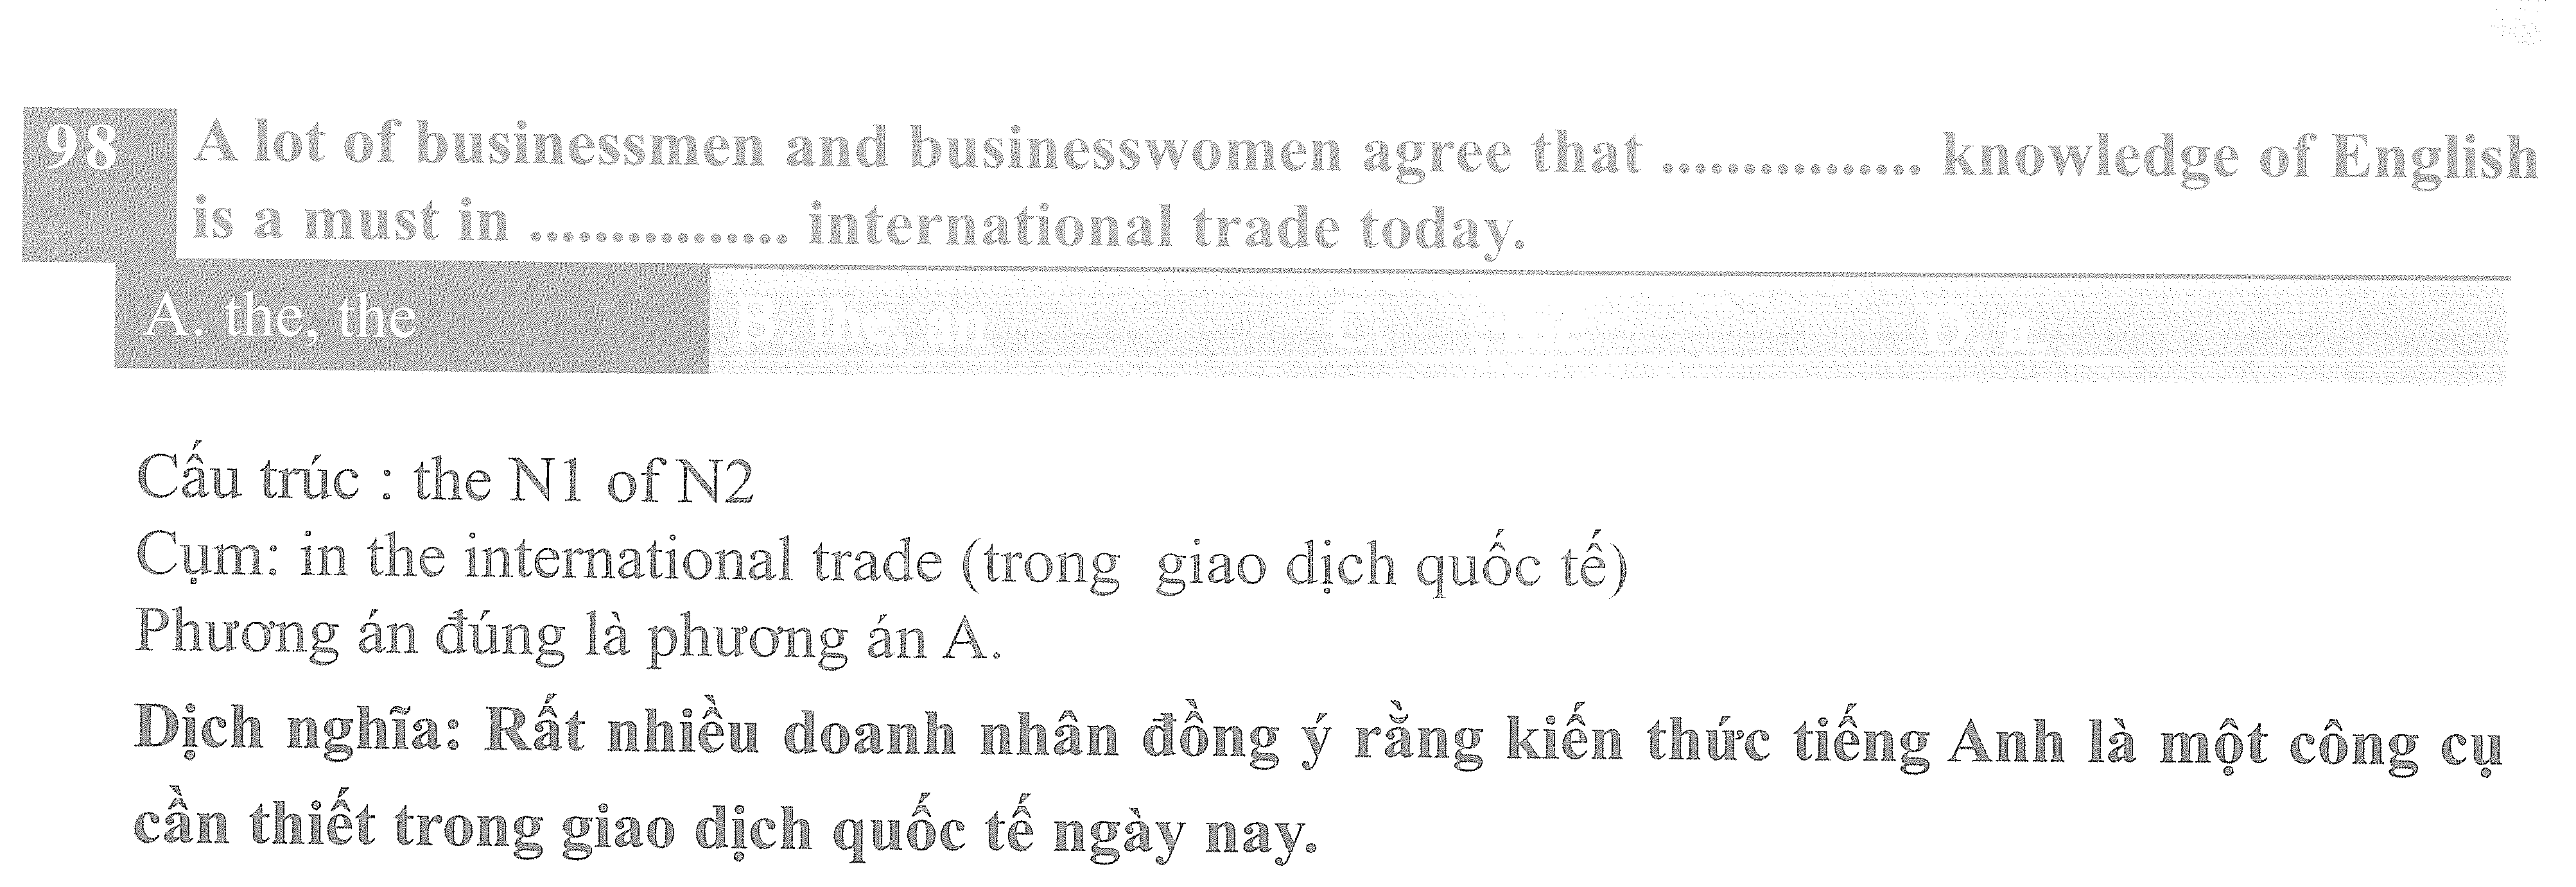 98 A lot of businessmen and businesswomen agree that ................ knowledge of English
is a must in ................ international trade today.
A. the, the B. the, an C. D. a
Cấu trúc : the N1 of N2
Cụm: in the international trade (trong giao dịch quốc tế)
Phương án đúng là phương án A.
Dịch nghĩa: Rất nhiều doanh nhân đồng ý rằng kiến thức tiếng Anh là một công cụ
cần thiết trong giao dịch quốc tế ngày nay.